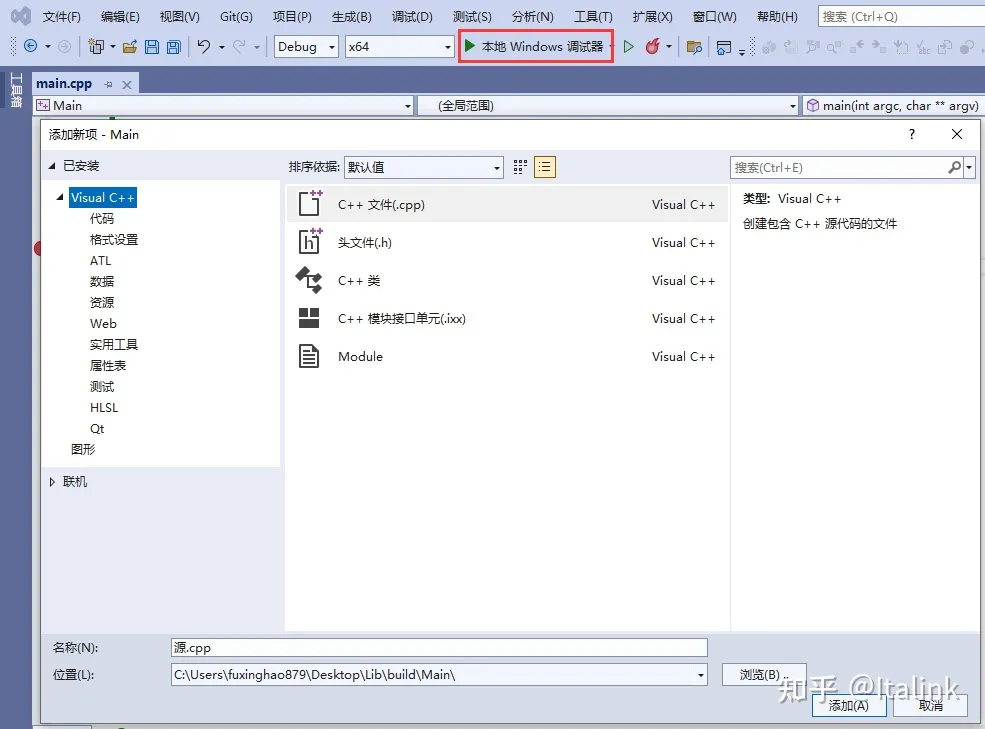 文件(F) 编辑(E) 视图(V) Git(G) 项目(P) 生成(B) 调试(D) 测试(S) 分析(N) 工具(T) 扩展(X) 窗口(W) 帮助(H) 搜索 (Ctrl+Q)
Debug x64 本地 Windows 调试器
工具箱
main.cpp
Main (全局范围) main(int argc, char ** argv)
添加新项 - Main ?
已安装 排序依据: 默认值 搜索(Ctrl+E)
Visual C++
代码
格式设置
ATL
数据
资源
Web
实用工具
属性表
测试
HLSL
Qt
图形
联机
C++ 文件(.cpp) Visual C++
头文件(.h) Visual C++
C++ 类 Visual C++
C++ 模块接口单元(.ixx) Visual C++
Module Visual C++
类型: Visual C++
创建包含 C++ 源代码的文件
名称(N): 源.cpp
位置(L): C:\Users\fuxinghao879\Desktop\Lib\build\Main\ 浏览(B)...
添加(A) 取消
知乎 @Italink